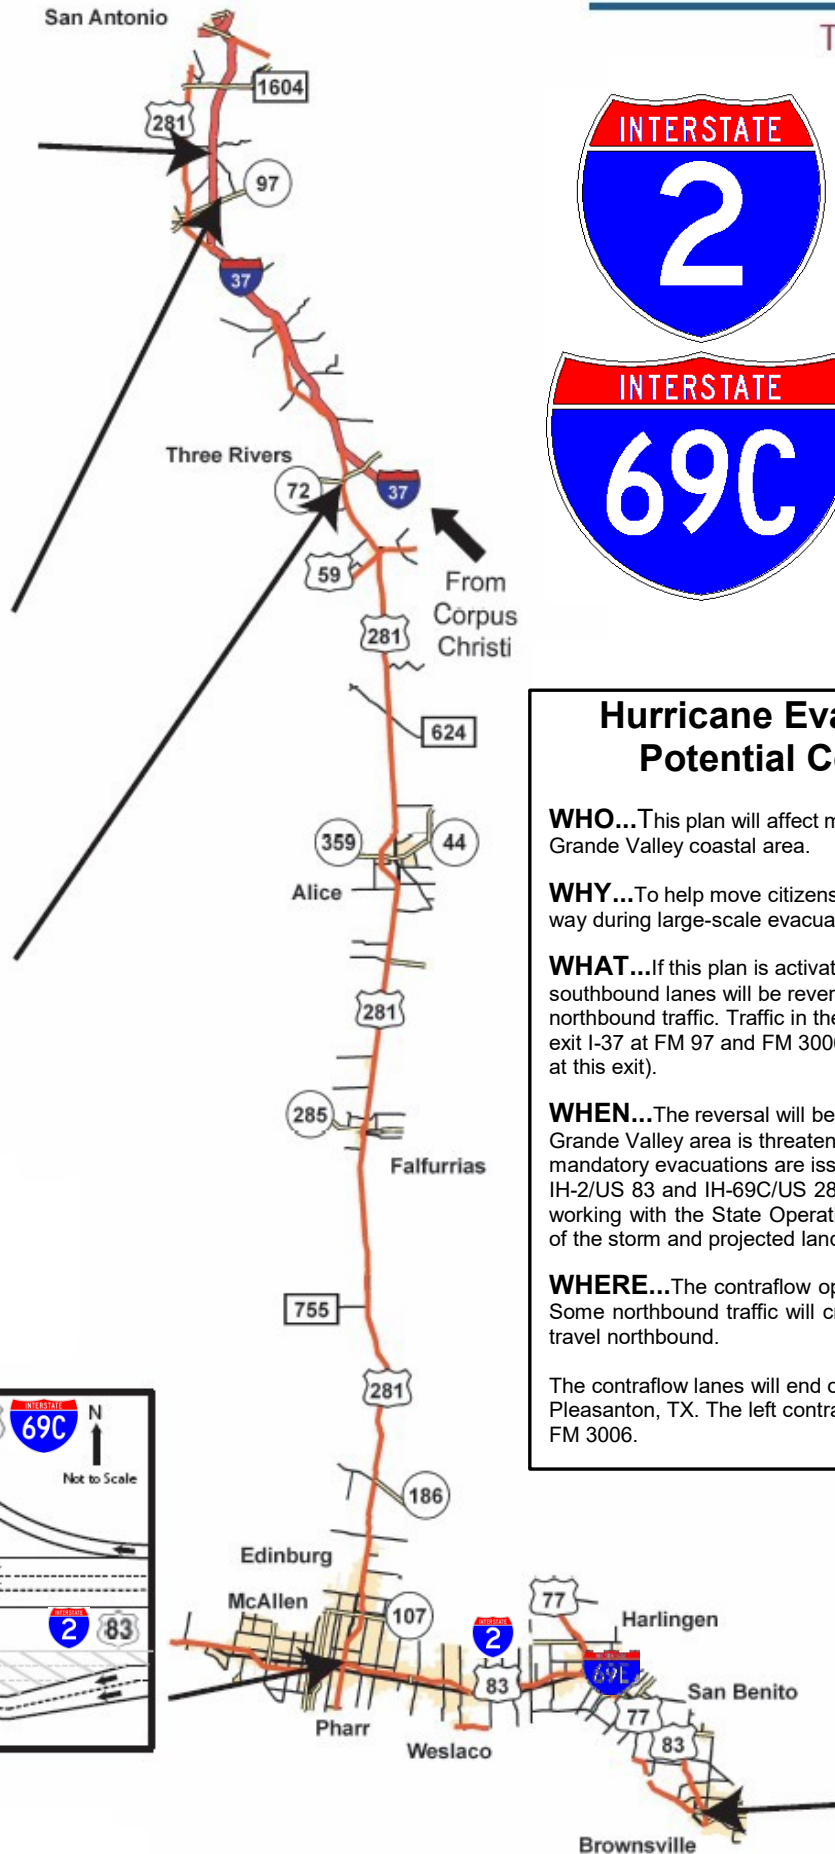 San Antonio
T
1604
281
97
37
INTERSTATE
2
INTERSTATE
69C
Three Rivers
72
37
59
From
Corpus
Christi
281
624
359
44
Alice
281
285
Falfurrias
755
281
186
Hurricane Eva
Potential Co
WHO...This plan will affect m
Grande Valley coastal area.
WHY...To help move citizens
way during large-scale evacua
WHAT...If this plan is activat
southbound lanes will be rever
northbound traffic. Traffic in the
exit I-37 at FM 97 and FM 3006
at this exit).
WHEN...The reversal will be
Grande Valley area is threaten
mandatory evacuations are iss
IH-2/US 83 and IH-69C/US 28
working with the State Operati
of the storm and projected land
WHERE...The contraflow op
Some northbound traffic will c
travel northbound.
The contraflow lanes will end o
Pleasanton, TX. The left contra
FM 3006.
INTERSTATE
69C
N
Not to Scale
INTERSTATE
2
83
Edinburg
McAllen
107
INTERSTATE
2
77
Harlingen
83
69E
San Benito
77
83
Pharr
Weslaco
Brownsville